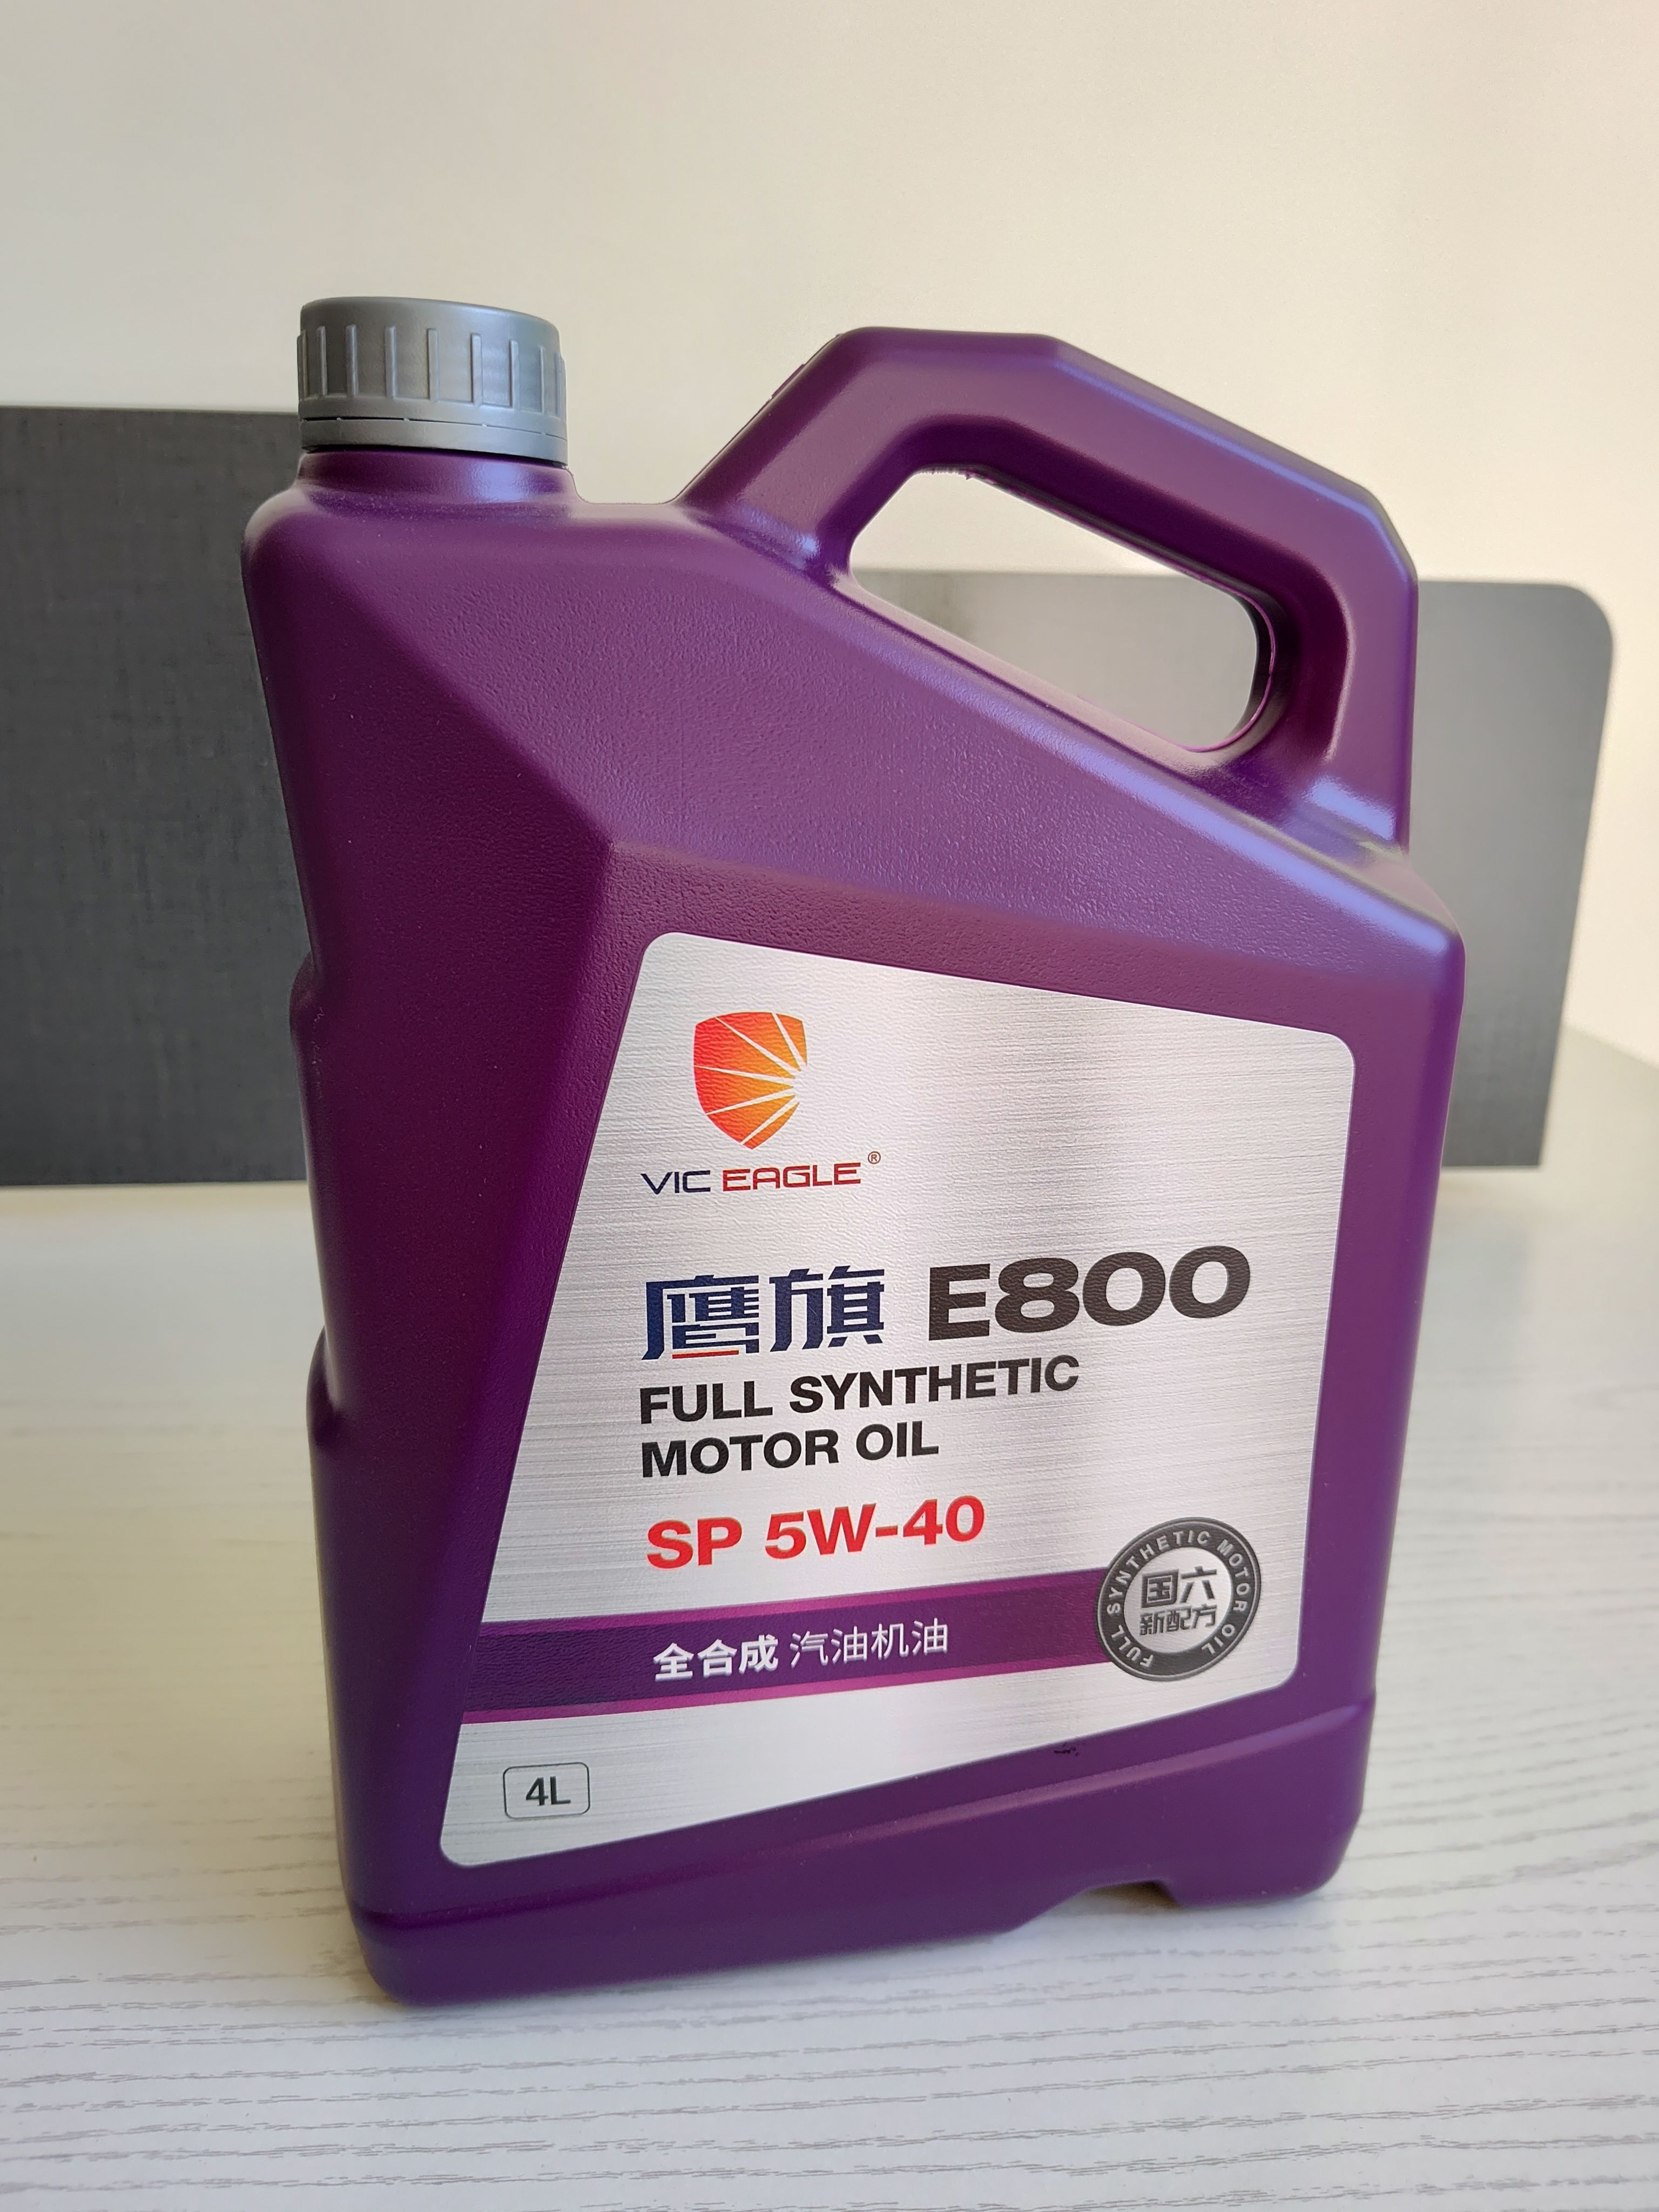 VIC EAGLE®
鹰旗 E800
FULL SYNTHETIC
MOTOR OIL
SP 5W-40
全合成 汽油机油
FULL SYNTHETIC MOTOR OIL
国六
新配方
4L